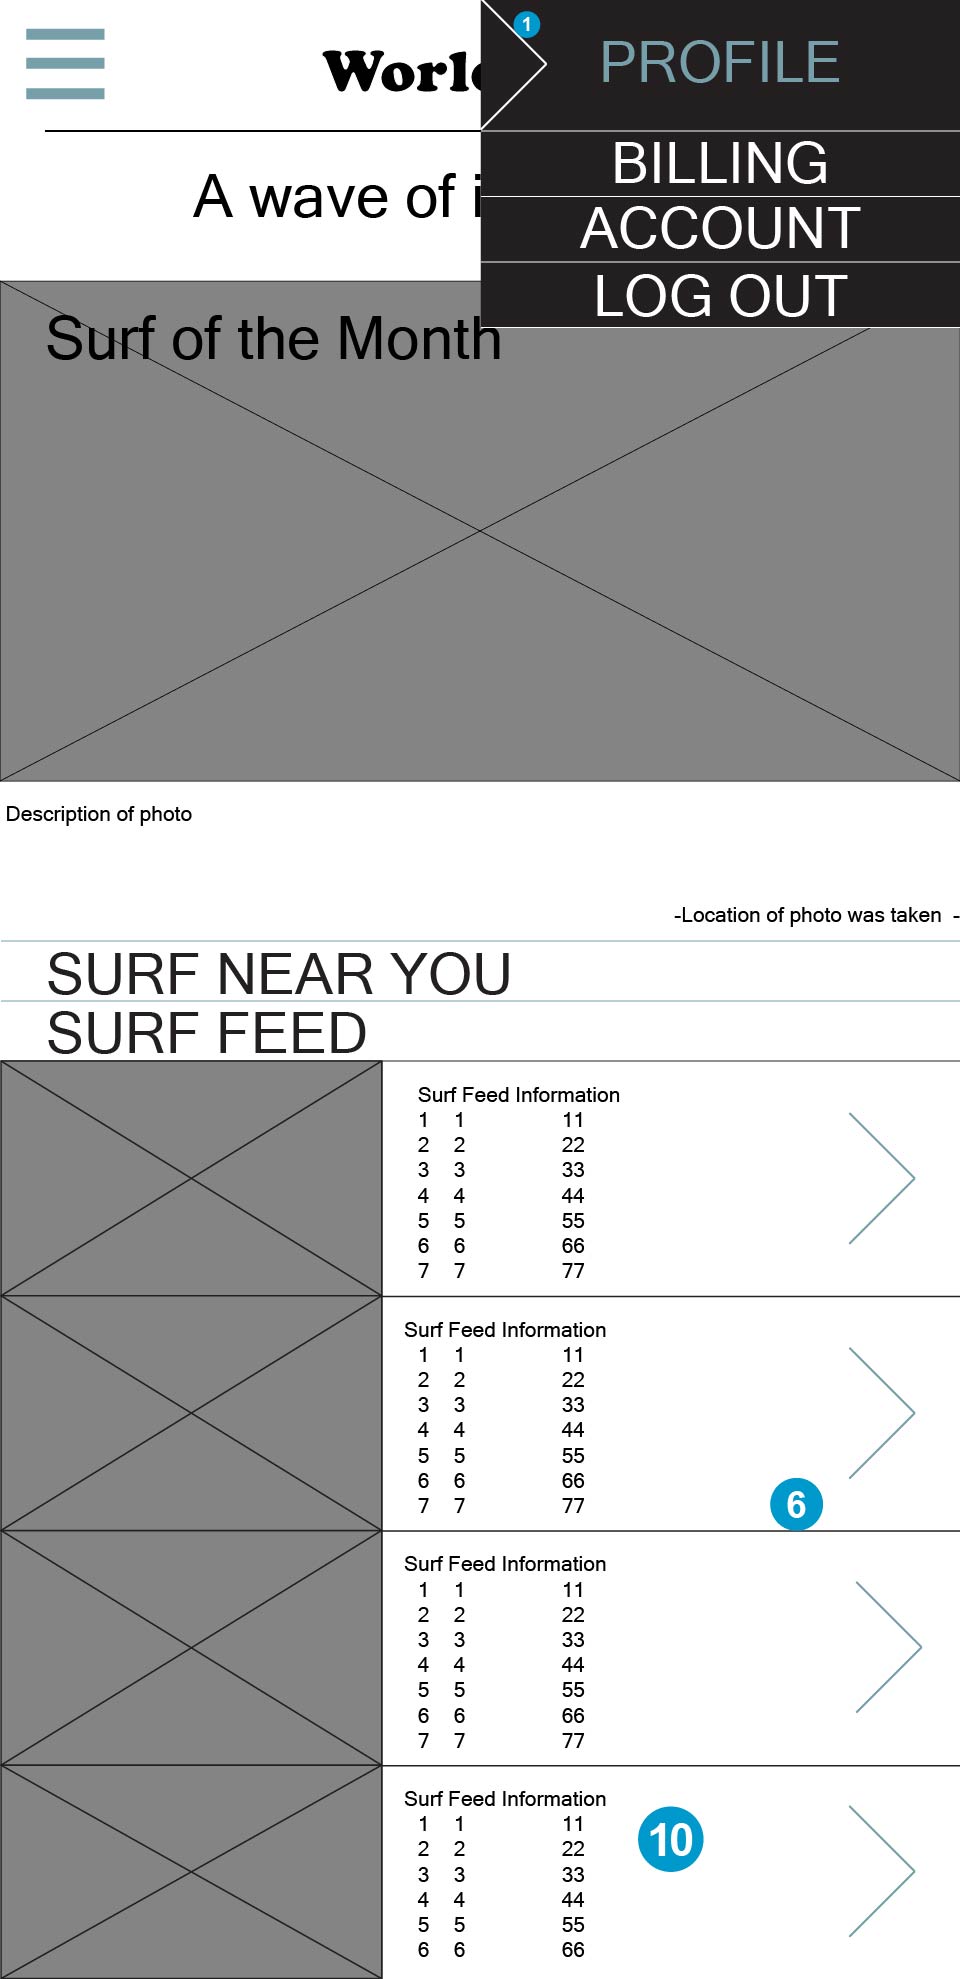 1
PROFILE
Worl
BILLING
A wave of i
ACCOUNT
LOG OUT
Surf of the Month
Description of photo
-Location of photo was taken -
SURF NEAR YOU
SURF FEED
Surf Feed Information
1 1 11
2 2 22
3 3 33
4 4 44
5 5 55
6 6 66
7 7 77
Surf Feed Information
1 1 11
2 2 22
3 3 33
4 4 44
5 5 55
6 6 66
7 7 77
6
Surf Feed Information
1 1 11
2 2 22
3 3 33
4 4 44
5 5 55
6 6 66
7 7 77
Surf Feed Information
1 1 11
10
2 2 22
3 3 33
4 4 44
5 5 55
6 6 66